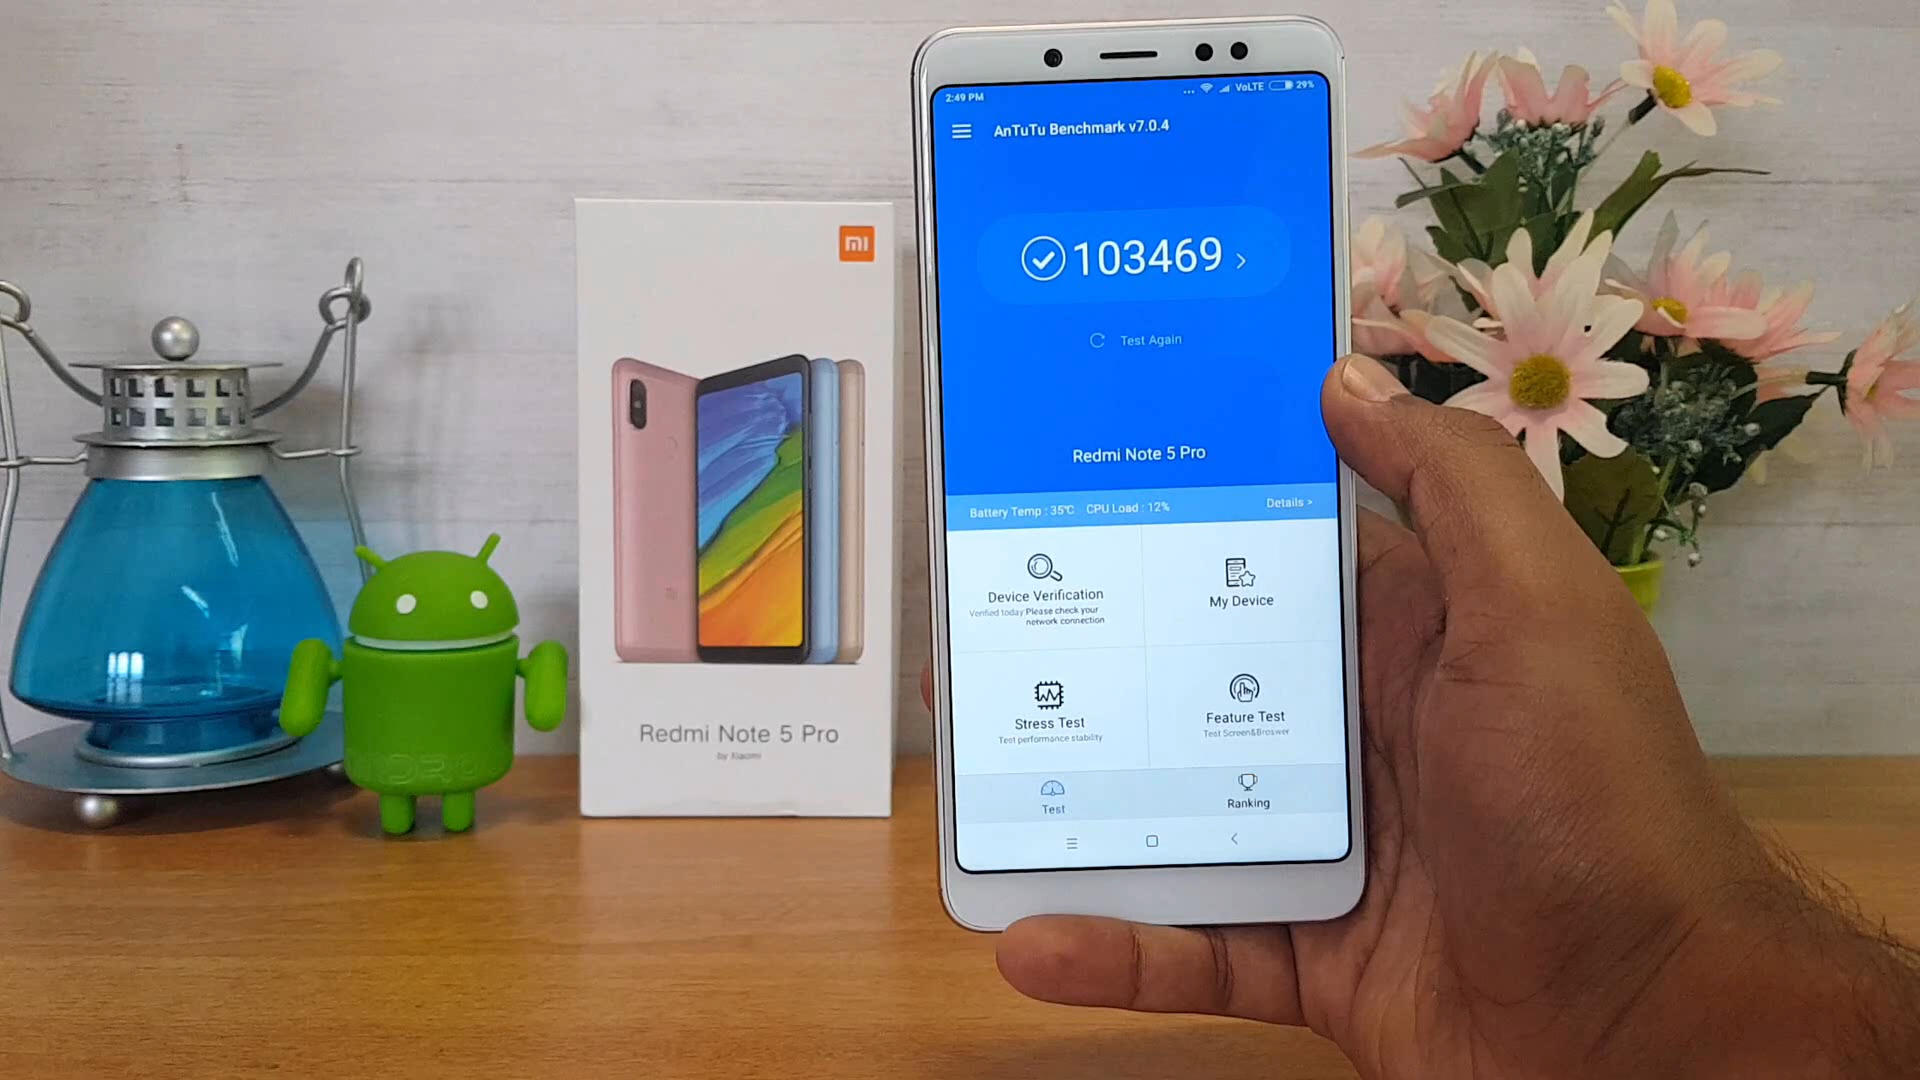 mi
Redmi Note 5 Pro
by Xiaomi
2:49 PM
... VoLTE 29%
AnTuTu Benchmark v7.0.4
103469 >
Test Again
Redmi Note 5 Pro
Battery Temp : 35℃ CPU Load : 12% Details >
Device Verification
Verified today Please check your
network connection
My Device
Stress Test
Test performance stability
Feature Test
Test Screen&Broswer
Test
Ranking